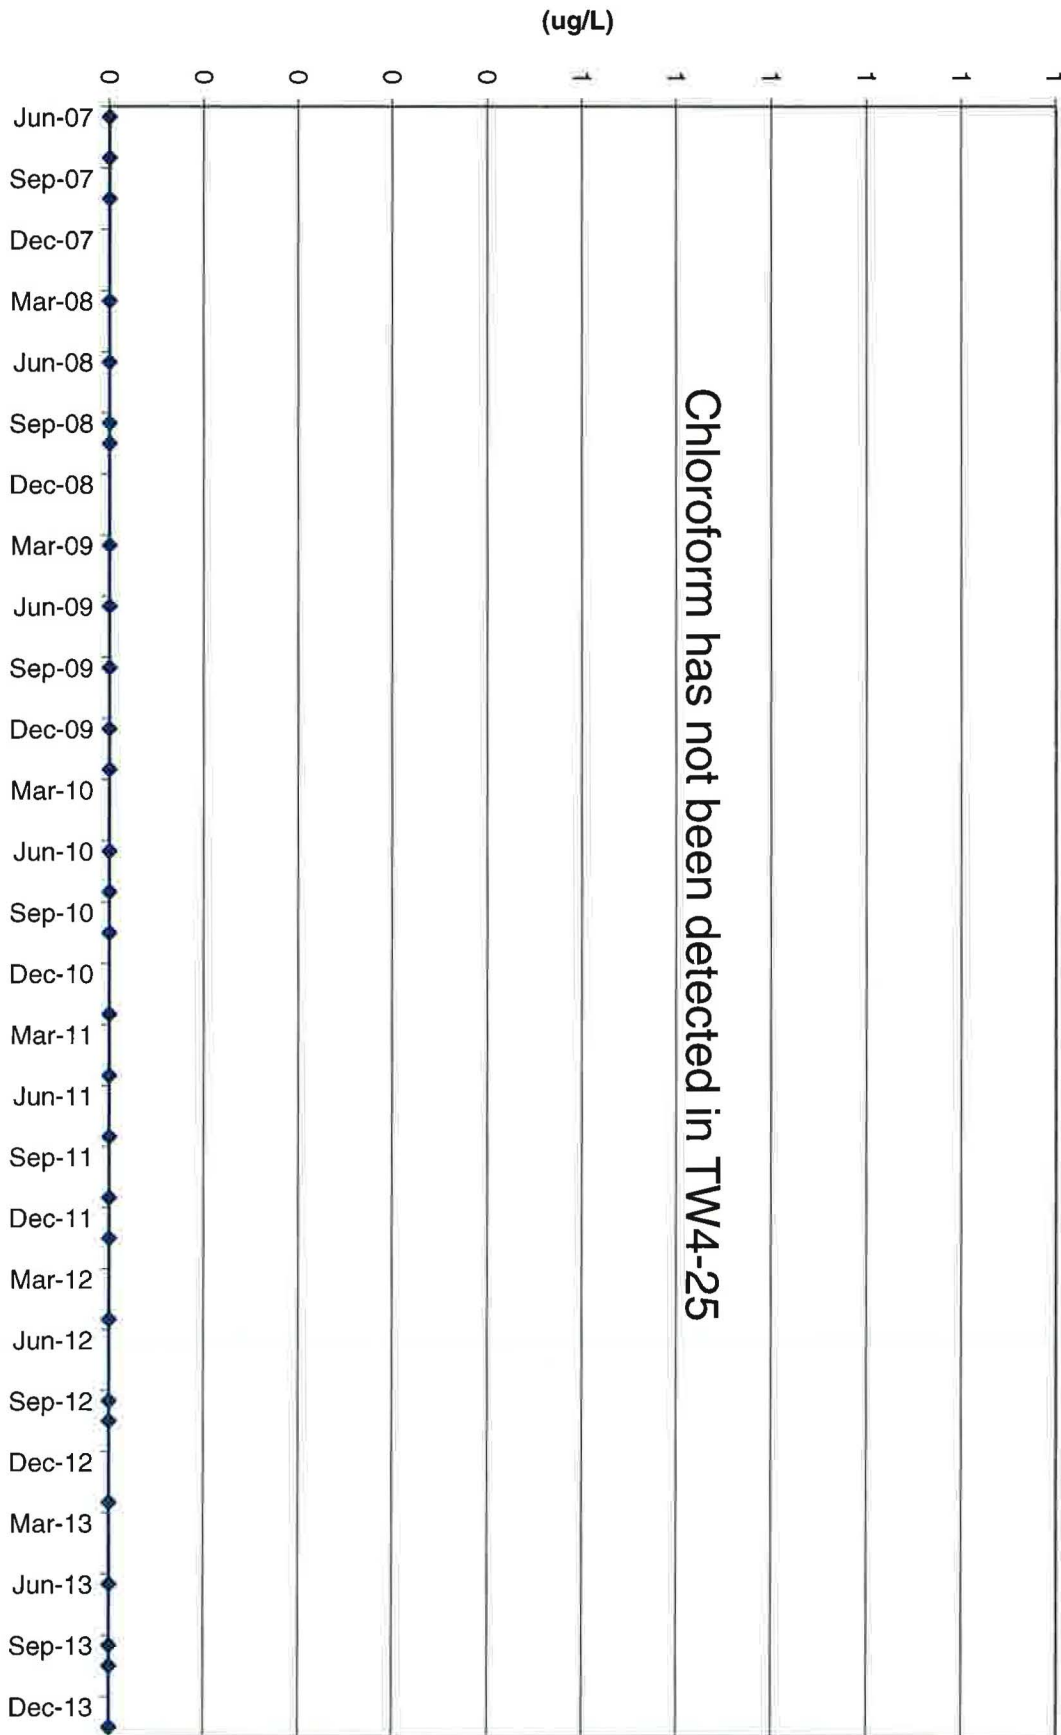 (ug/L)
0
0
0
0
0
1
1
1
1
1
1
Jun-07
Sep-07
Dec-07
Mar-08
Jun-08
Sep-08
Dec-08
Mar-09
Jun-09
Sep-09
Dec-09
Mar-10
Jun-10
Sep-10
Dec-10
Mar-11
Jun-11
Sep-11
Dec-11
Mar-12
Jun-12
Sep-12
Dec-12
Mar-13
Jun-13
Sep-13
Dec-13
Chloroform has not been detected in TW4-25